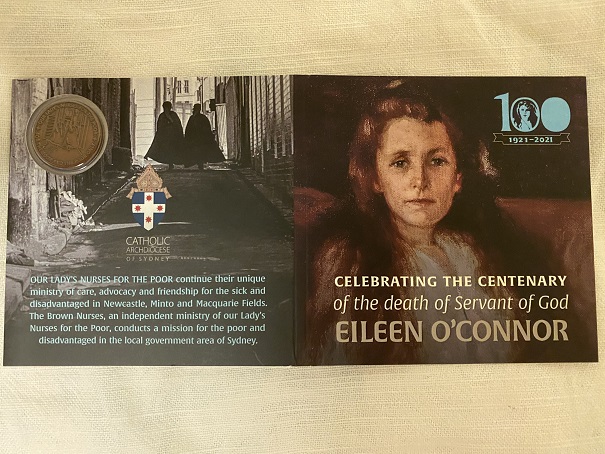 CATHOLIC
ARCHDIOCESE
OF SYDNEY
OUR LADY'S NURSES FOR THE POOR continue their unique
ministry of care, advocacy and friendship for the sick and
disadvantaged in Newcastle, Minto and Macquarie Fields.
The Brown Nurses, an independent ministry of our Lady's
Nurses for the Poor, conducts a mission for the poor and
disadvantaged in the local government area of Sydney.
100
1921-2021
CELEBRATING THE CENTENARY
of the death of Servant of God
EILEEN O'CONNOR